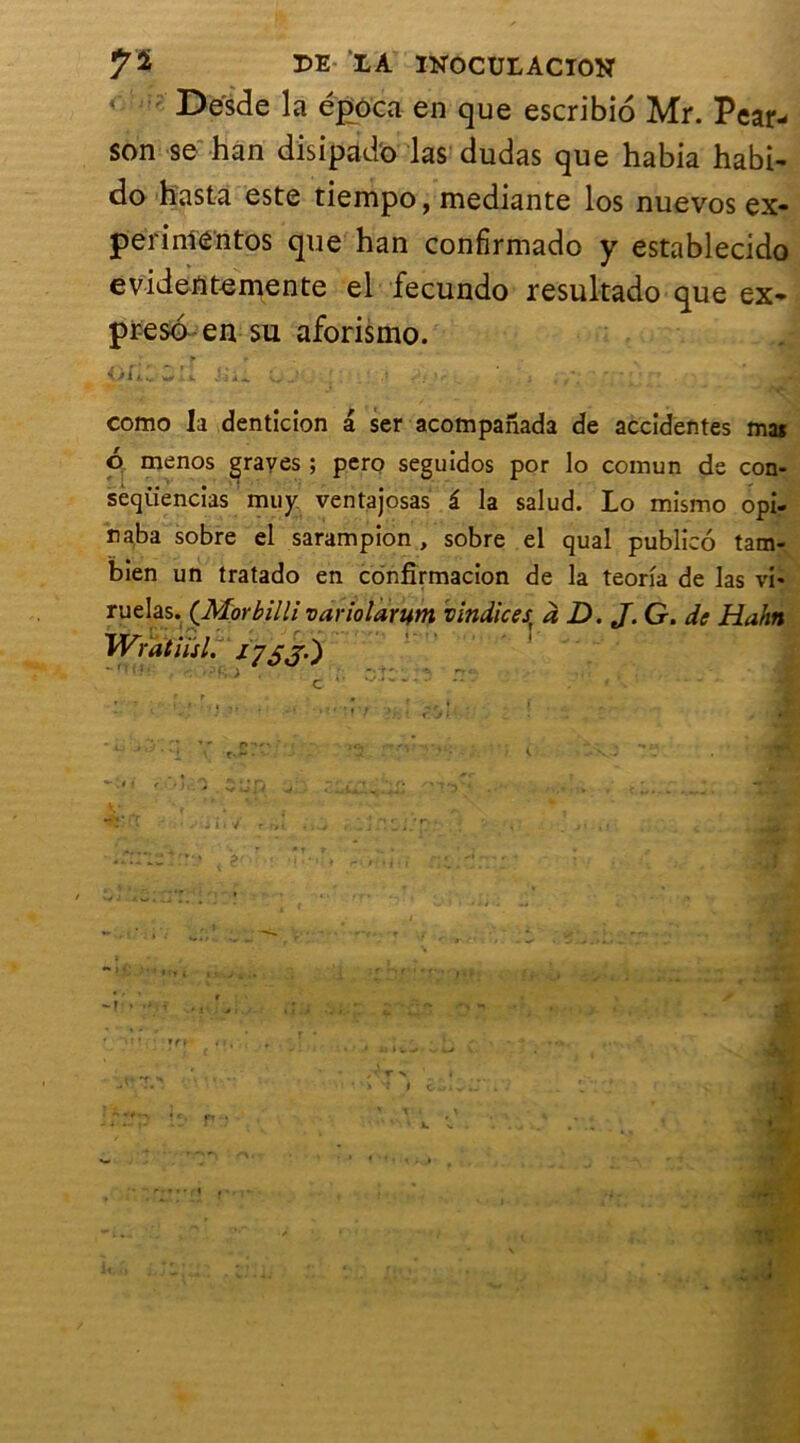 72 DE LA INOCULACION
Desde la época en que escribió Mr. Pear-
son se han disipado las dudas que habia habi-
do hasta este tiempo, mediante los nuevos ex-
perimentos que han confirmado y establecido
evidentemente el fecundo resultado que ex-
presó en su aforismo.
como la denticion á ser acompañada de accidentes mas
ó menos graves; pero seguidos por lo comun de con-
seqüencias muy ventajosas á la salud. Lo mismo opi-
naba sobre el sarampion, sobre el qual publicó tam-
bien un tratado en confirmacion de la teoría de las vi-
ruelas. (Morbilli variolarum vindices à D. J. G. de Hahn
Wratiisl. 1753.)